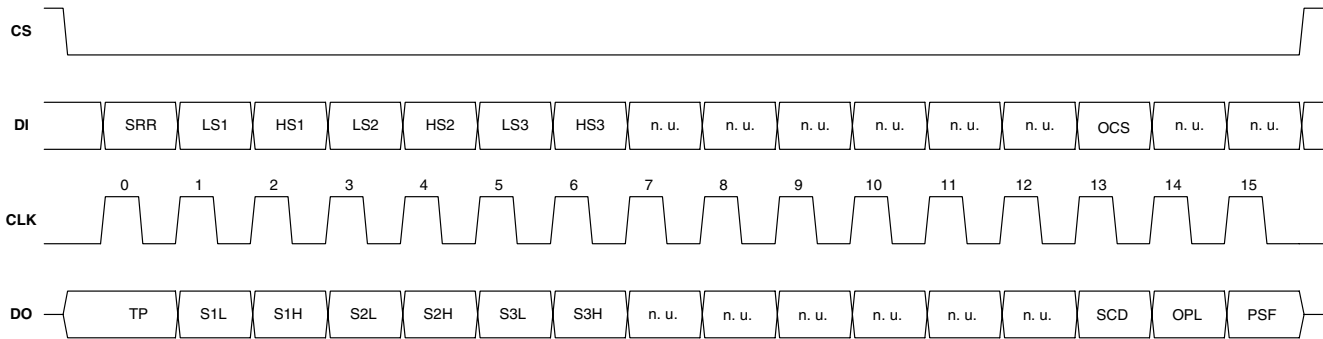 CS
DI SRR LS1 HS1 LS2 HS2 LS3 HS3 n. u. n. u. n. u. n. u. n. u. n. u. OCS n. u. n. u.
0 1 2 3 4 5 6 7 8 9 10 11 12 13 14 15
CLK
DO TP S1L S1H S2L S2H S3L S3H n. u. n. u. n. u. n. u. n. u. n. u. SCD OPL PSF